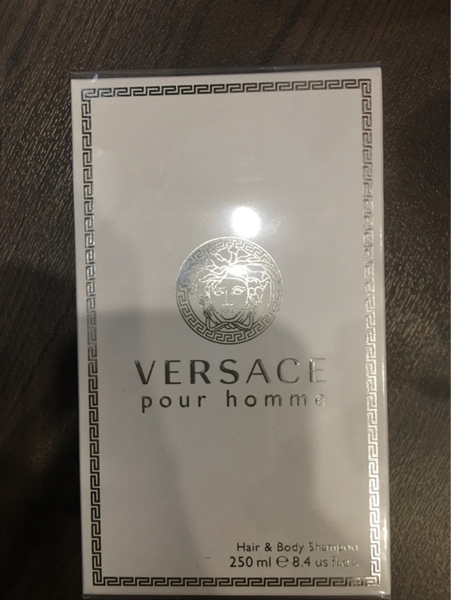 VERSACE
pour homme
Hair & Body Shampoo
250 ml ℮ 8.4 us fl.oz.